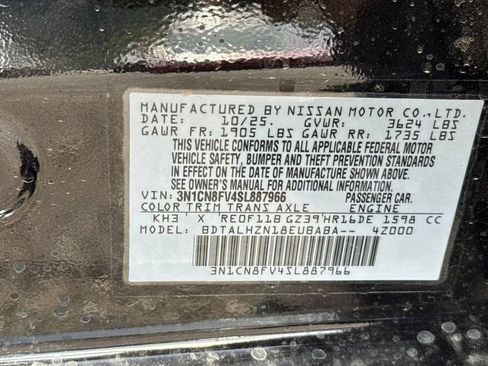 MANUFACTURED BY NISSAN MOTOR CO., LTD.
DATE: 10/25. GVWR: 3624 LBS
GAWR FR: 1905 LBS GAWR RR: 1735 LBS
THIS VEHICLE CONFORMS TO ALL APPLICABLE FEDERAL MOTOR
VEHICLE SAFETY, BUMPER AND THEFT PREVENTION STANDARDS
IN EFFECT ON THE DATE OF MANUFACTURE SHOWN ABOVE.
SEE OWNER'S MANUAL FOR ADDITIONAL INFORMATION.
VIN: 3N1CN8FV4SL887966 PASSENGER CAR.
COLOR TRIM TRANS AXLE ENGINE
KH3 X RE0F11B GZ39 HR16DE 1598 CC
MODEL: BDTALHZN18EUBABA-- 4Z000
3N1CN8FV4SL887966